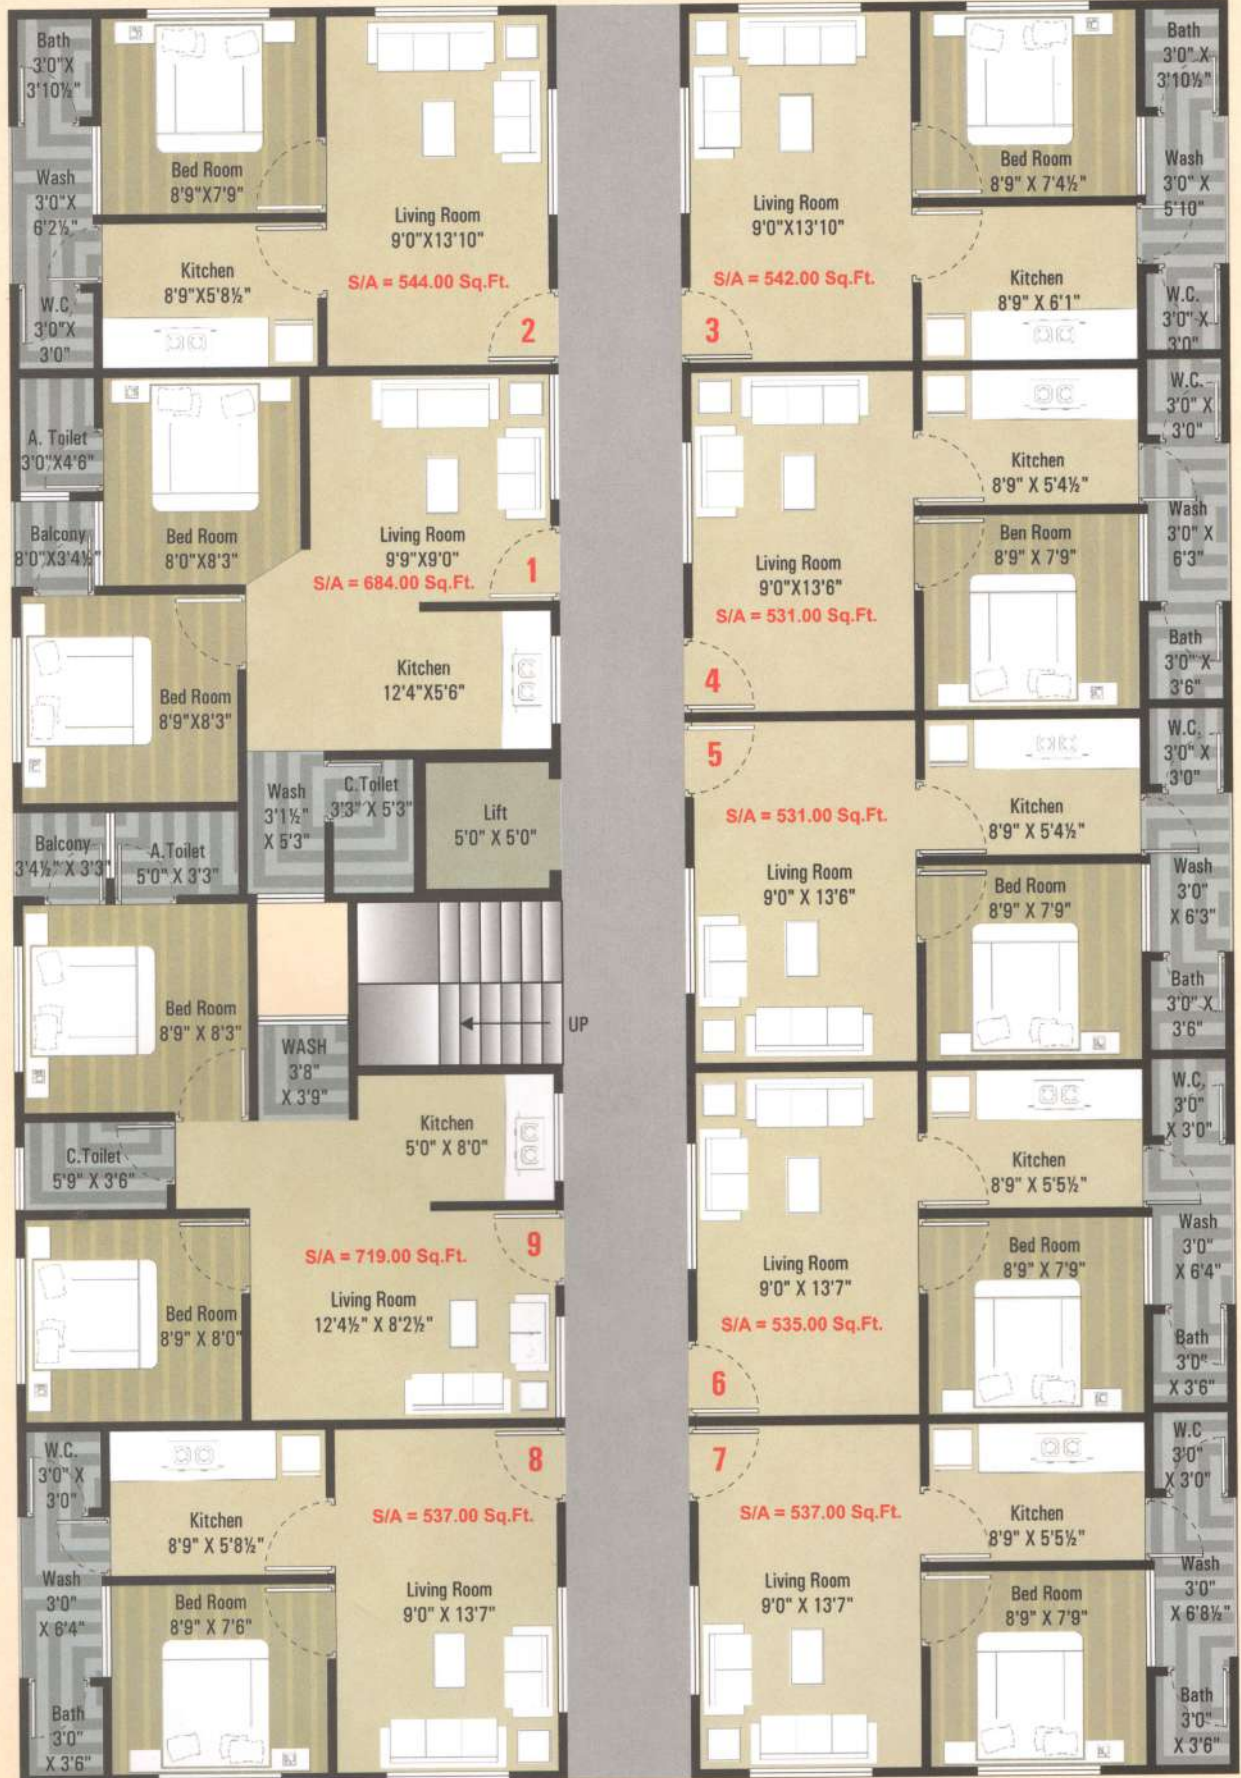 Bath
3'0"X
3'10½"
Wash
3'0"X
6'2½"
W.C.
3'0"X
3'0"
Bed Room
8'9"X7'9"
Kitchen
8'9"X5'8½"
Living Room
9'0"X13'10"
S/A = 544.00 Sq.Ft.
2
Living Room
9'0"X13'10"
S/A = 542.00 Sq.Ft.
3
Bed Room
8'9" X 7'4½"
Kitchen
8'9" X 6'1"
Bath
3'0" X
3'10½"
Wash
3'0" X
5'10"
W.C.
3'0" X
3'0"
A. Toilet
3'0"X4'6"
Balcony
8'0"X3'4½"
Bed Room
8'0"X8'3"
Living Room
9'9"X9'0"
S/A = 684.00 Sq.Ft.
1
Bed Room
8'9"X8'3"
Kitchen
12'4"X5'6"
Wash
3'1½"
X 5'3"
C.Toilet
3'3" X 5'3"
Lift
5'0" X 5'0"
Balcony
3'4½" X 3'3"
A.Toilet
5'0" X 3'3"
Living Room
9'0"X13'6"
S/A = 531.00 Sq.Ft.
4
Kitchen
8'9" X 5'4½"
Ben Room
8'9" X 7'9"
W.C.
3'0" X
3'0"
Wash
3'0" X
6'3"
Bath
3'0" X
3'6"
5
S/A = 531.00 Sq.Ft.
Living Room
9'0" X 13'6"
Kitchen
8'9" X 5'4½"
Bed Room
8'9" X 7'9"
W.C.
3'0" X
3'0"
Wash
3'0"
X 6'3"
Bath
3'0" X
3'6"
Bed Room
8'9" X 8'3"
WASH
3'8"
X 3'9"
UP
C.Toilet
5'9" X 3'6"
Kitchen
5'0" X 8'0"
9
S/A = 719.00 Sq.Ft.
Living Room
12'4½" X 8'2½"
Bed Room
8'9" X 8'0"
Living Room
9'0" X 13'7"
S/A = 535.00 Sq.Ft.
6
Kitchen
8'9" X 5'5½"
Bed Room
8'9" X 7'9"
W.C.
3'0"
X 3'0"
Wash
3'0"
X 6'4"
Bath
3'0"
X 3'6"
W.C.
3'0" X
3'0"
Kitchen
8'9" X 5'8½"
Wash
3'0"
X 6'4"
Bed Room
8'9" X 7'6"
Bath
3'0"
X 3'6"
8
S/A = 537.00 Sq.Ft.
Living Room
9'0" X 13'7"
7
S/A = 537.00 Sq.Ft.
Living Room
9'0" X 13'7"
Kitchen
8'9" X 5'5½"
Bed Room
8'9" X 7'9"
W.C
3'0"
X 3'0"
Wash
3'0"
X 6'8½"
Bath
3'0"
X 3'6"